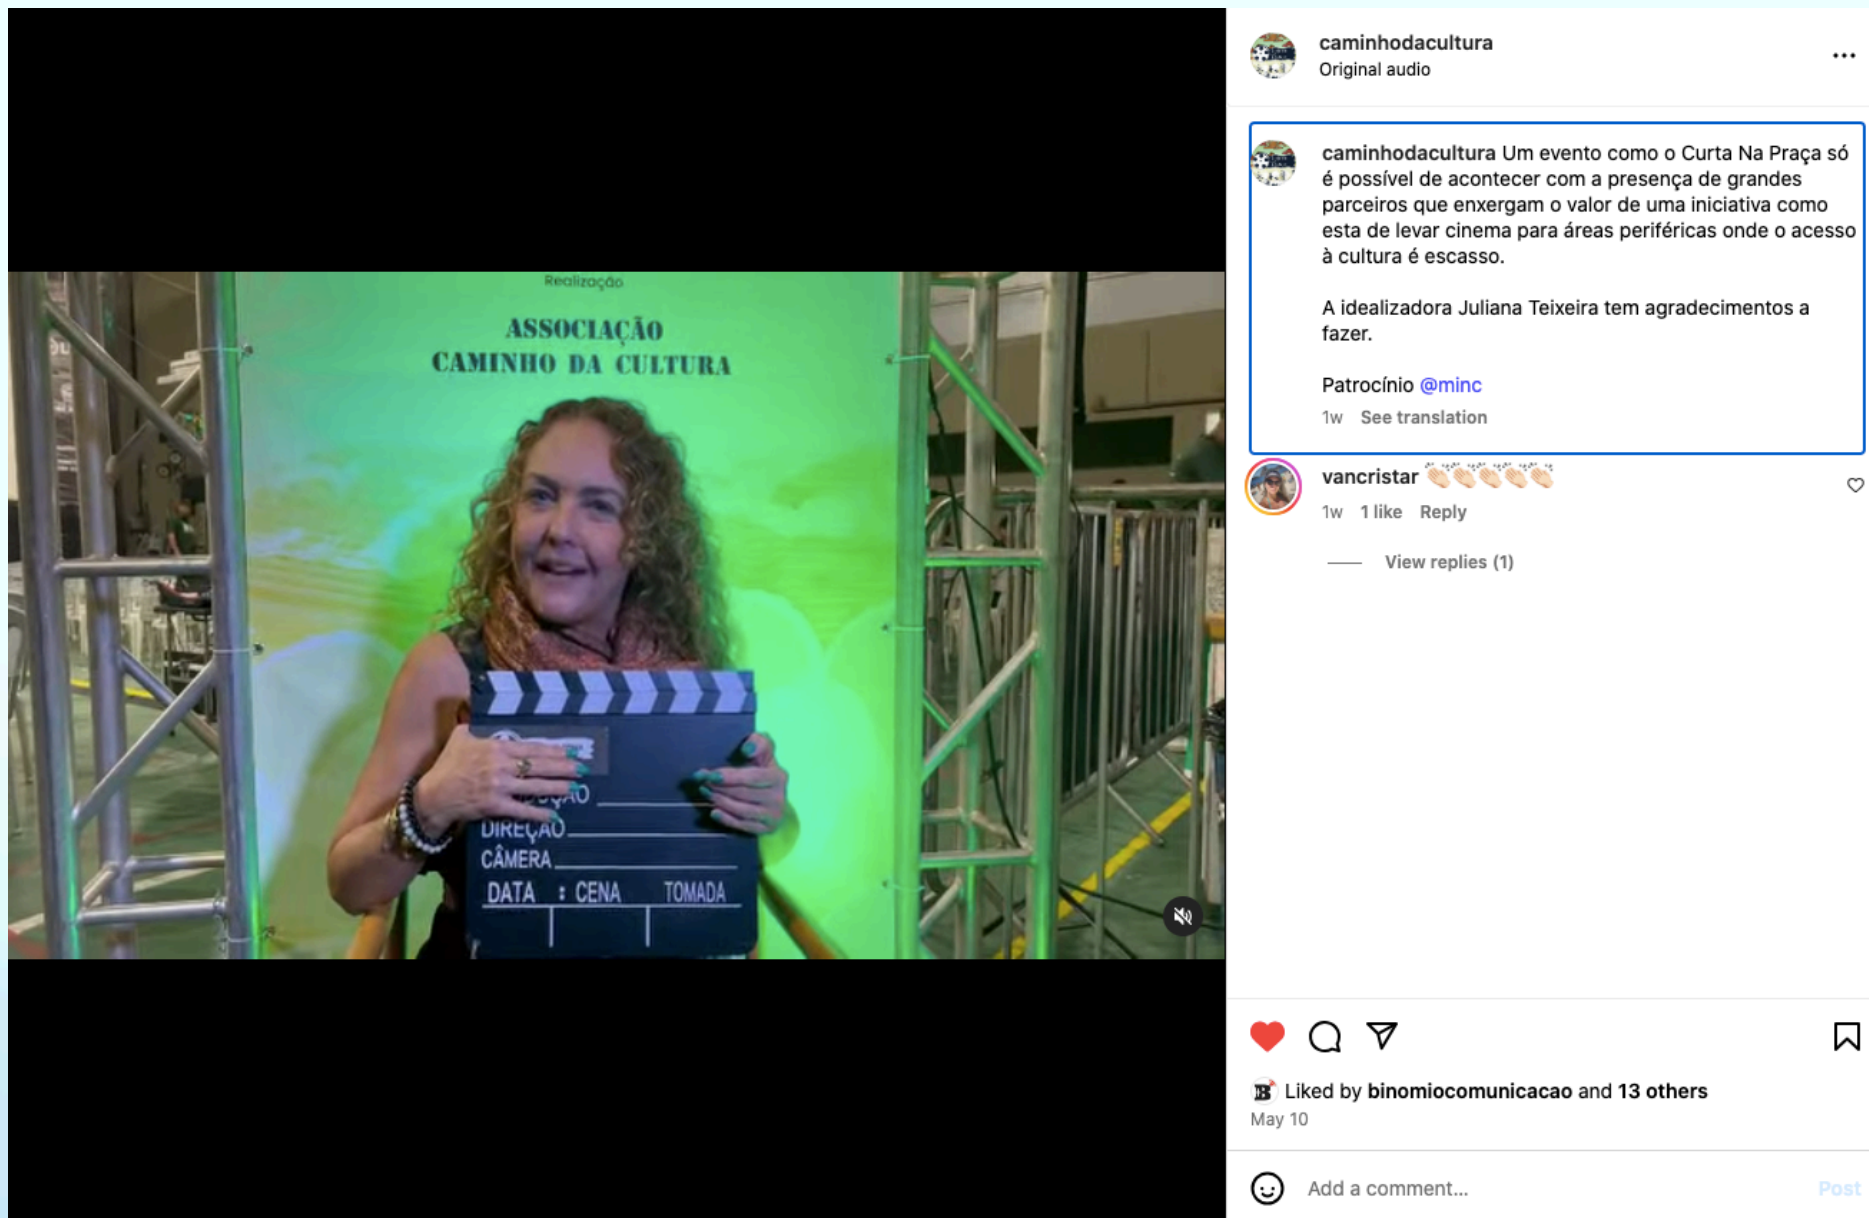 Realização
ASSOCIAÇÃO
CAMINHO DA CULTURA
DIREÇÃO
CÂMERA
DATA : CENA TOMADA
caminhodacultura
Original audio
caminhodacultura Um evento como o Curta Na Praça só
é possível de acontecer com a presença de grandes
parceiros que enxergam o valor de uma iniciativa como
esta de levar cinema para áreas periféricas onde o acesso
à cultura é escasso.
A idealizadora Juliana Teixeira tem agradecimentos a
fazer.
Patrocínio @minc
1w See translation
vancristar 👏🏻👏🏻👏🏻👏🏻👏🏻
1w 1 like Reply
View replies (1)
Liked by binomiocomunicacao and 13 others
May 10
Add a comment...
Post